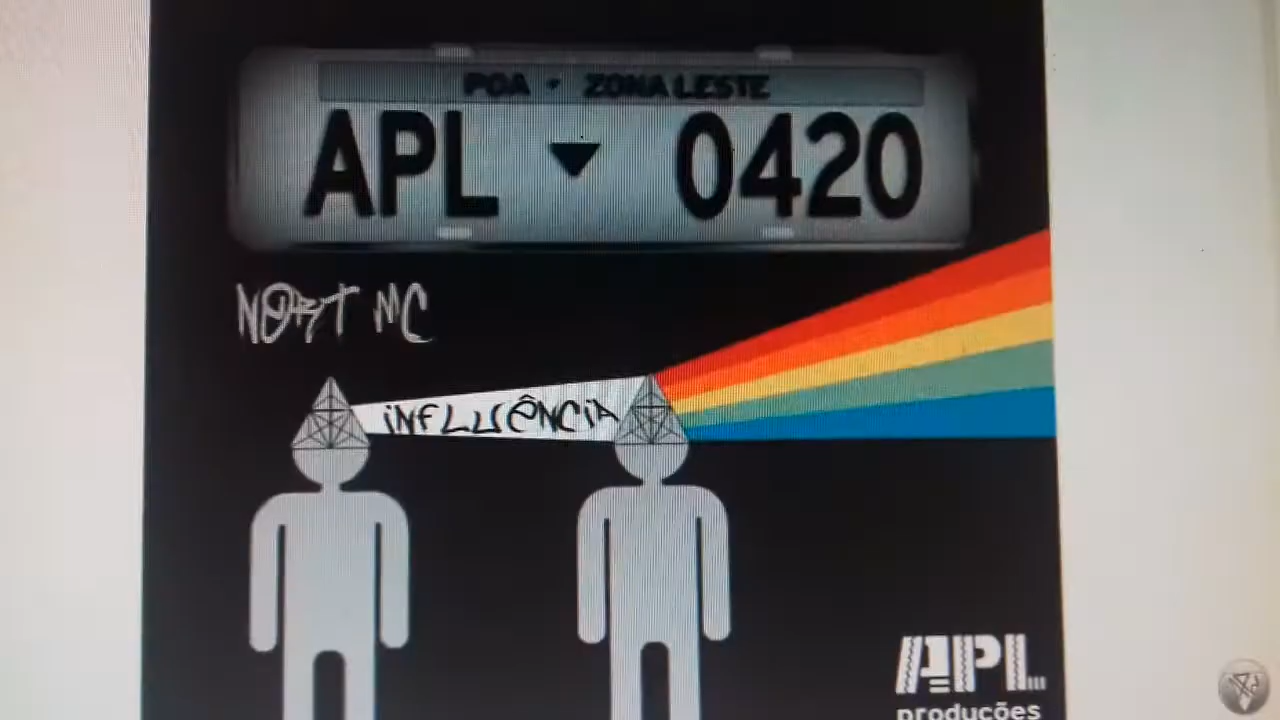 POA · ZONA LESTE
APL ▼ 0420
NORT MC
iNFLUÊNCiA
APL
produções